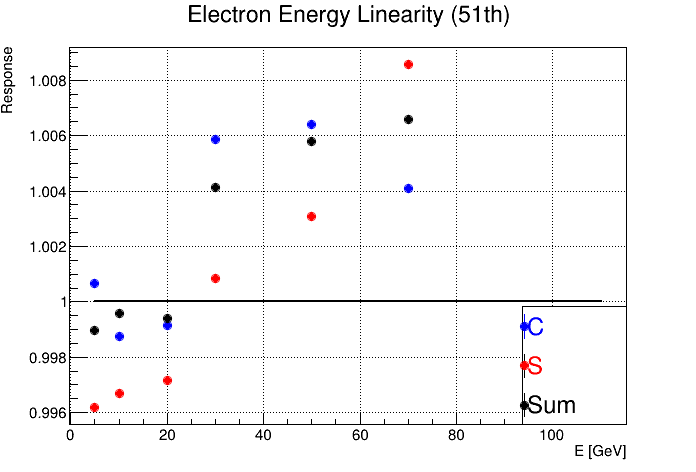 Electron Energy Linearity (51th)
Response
1.008
1.006
1.004
1.002
1
0.998
0.996
0 20 40 60 80 100
E [GeV]
C
S
Sum